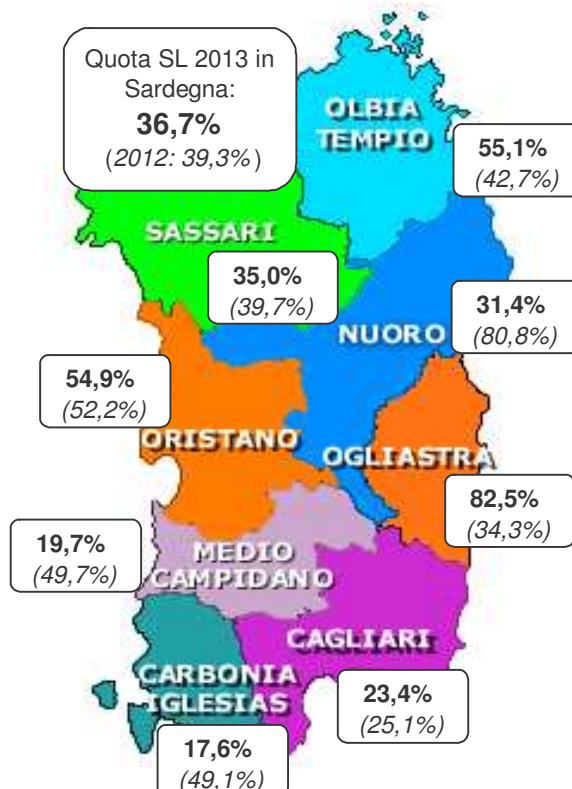 Quota SL 2013 in
Sardegna:
36,7%
(2012: 39,3%)
OLBIA
TEMPIO
55,1%
(42,7%)
SASSARI
35,0%
(39,7%)
NUORO
31,4%
(80,8%)
54,9%
(52,2%)
ORISTANO
OGLIASTRA
82,5%
(34,3%)
19,7%
(49,7%)
MEDIO
CAMPIDANO
CAGLIARI
23,4%
(25,1%)
CARBONIA
IGLESIAS
17,6%
(49,1%)